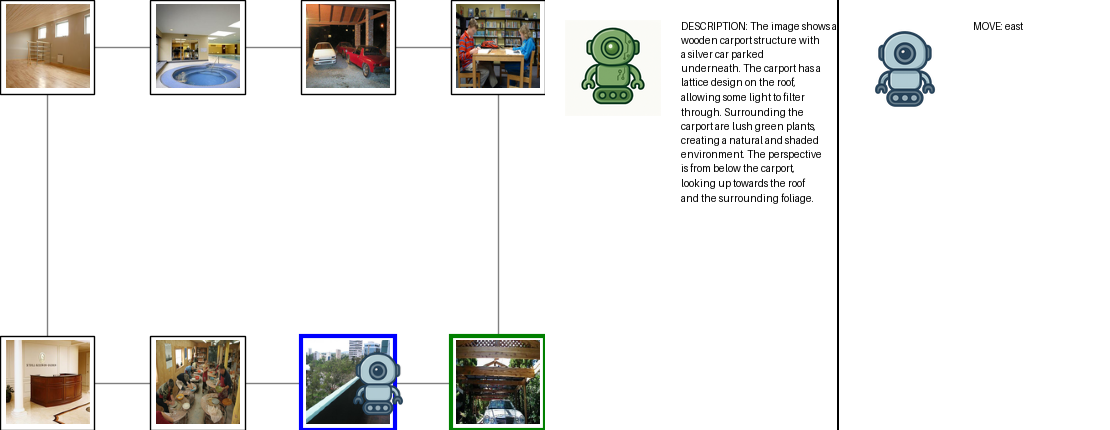 DESCRIPTION: The image shows a
wooden carport structure with
a silver car parked
underneath. The carport has a
lattice design on the roof,
allowing some light to filter
through. Surrounding the
carport are lush green plants,
creating a natural and shaded
environment. The perspective
is from below the carport,
looking up towards the roof
and the surrounding foliage.
MOVE: east